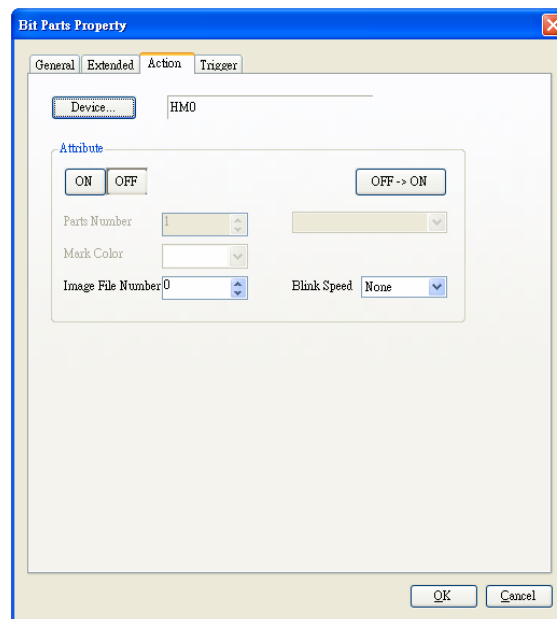 Bit Parts Property
General Extended Action Trigger
Device... HM0
Attribute
ON OFF OFF -> ON
Parts Number 1
Mark Color
Image File Number 0 Blink Speed None
OK Cancel